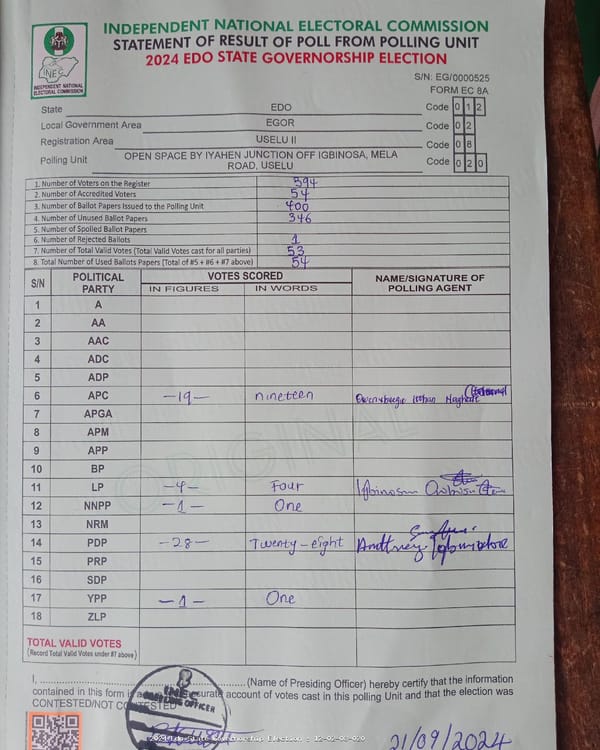 INDEPENDENT NATIONAL ELECTORAL COMMISSION
STATEMENT OF RESULT OF POLL FROM POLLING UNIT
2024 EDO STATE GOVERNORSHIP ELECTION
INEC
INDEPENDENT NATIONAL
ELECTORAL COMMISSION
S/N: EG/0000525
FORM EC 8A
State EDO Code 0 1 2
Local Government Area EGOR Code 0 2
Registration Area USELU II Code 0 8
Polling Unit OPEN SPACE BY IYAHEN JUNCTION OFF IGBINOSA, MELA ROAD, USELU Code 0 2 0
1. Number of Voters on the Register 594
2. Number of Accredited Voters 54
3. Number of Ballot Papers Issued to the Polling Unit 400
4. Number of Unused Ballot Papers 346
5. Number of Spoiled Ballot Papers
6. Number of Rejected Ballots 1
7. Number of Total Valid Votes (Total Valid Votes cast for all parties) 53
8. Total Number of Used Ballots Papers (Total of #5 + #6 + #7 above) 54
S/N POLITICAL PARTY VOTES SCORED NAME/SIGNATURE OF POLLING AGENT
IN FIGURES IN WORDS
1 A
2 AA
3 AAC
4 ADC
5 ADP
6 APC -19- nineteen
7 APGA
8 APM
9 APP
10 BP
11 LP -4- Four
12 NNPP -1- One
13 NRM
14 PDP -28- Twenty-eight
15 PRP
16 SDP
17 YPP -1- One
18 ZLP
ORIGINAL
TOTAL VALID VOTES
(Record Total Valid Votes under #7 above)
I, (Name of Presiding Officer) hereby certify that the information
contained in this form is a curate account of votes cast in this polling Unit and that the election was
CONTESTED/NOT CONTESTED
INEC
OFFICER
21/09/2024